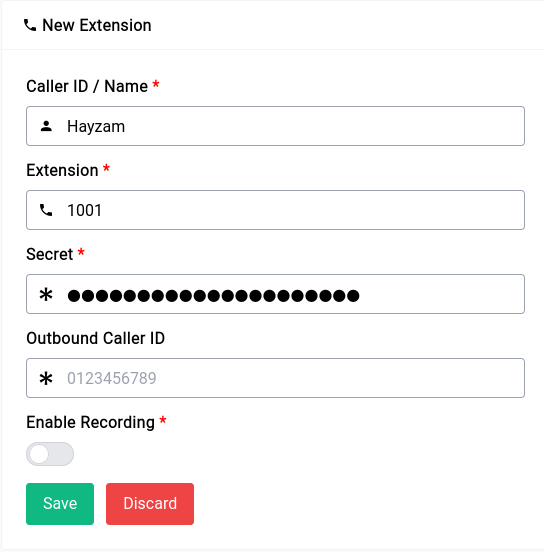 New Extension
Caller ID / Name *
Hayzam
Extension *
1001
Secret *
●●●●●●●●●●●●●●●●●●●●●
Outbound Caller ID
0123456789
Enable Recording *
Save Discard